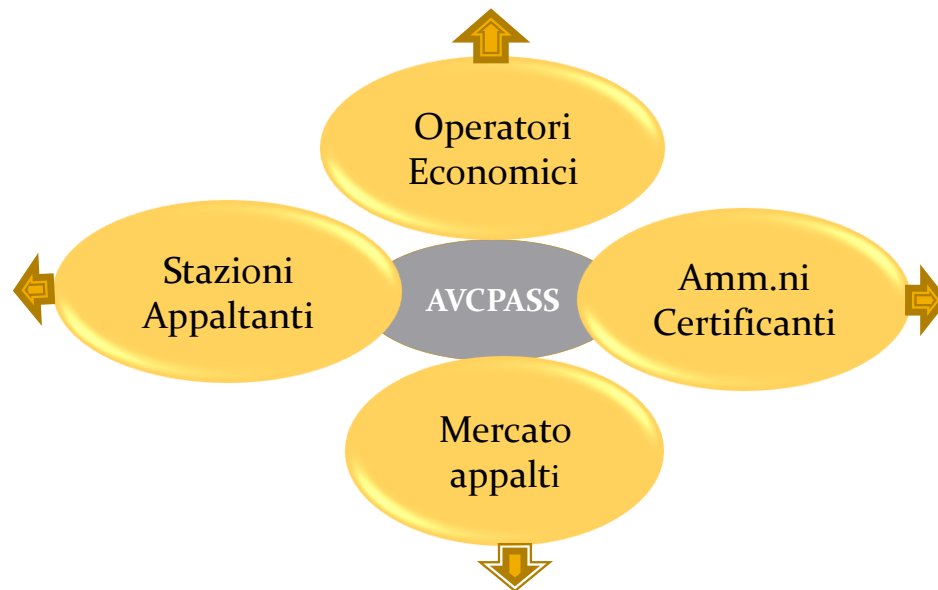 Operatori
Economici
Stazioni
Appaltanti
AVCPASS
Amm.ni
Certificanti
Mercato
appalti